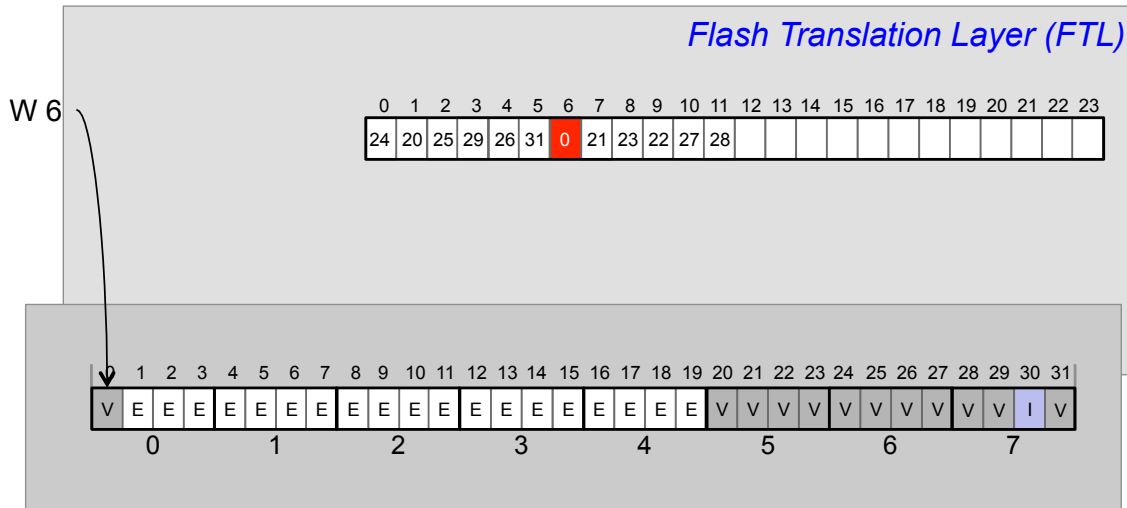 Flash Translation Layer (FTL)
W 6
0 1 2 3 4 5 6 7 8 9 10 11 12 13 14 15 16 17 18 19 20 21 22 23
24 20 25 29 26 31 0 21 23 22 27 28
0 1 2 3 4 5 6 7 8 9 10 11 12 13 14 15 16 17 18 19 20 21 22 23 24 25 26 27 28 29 30 31
V E E E E E E E E E E E E E E E E E E E V V V V V V V V V V I V
0 1 2 3 4 5 6 7